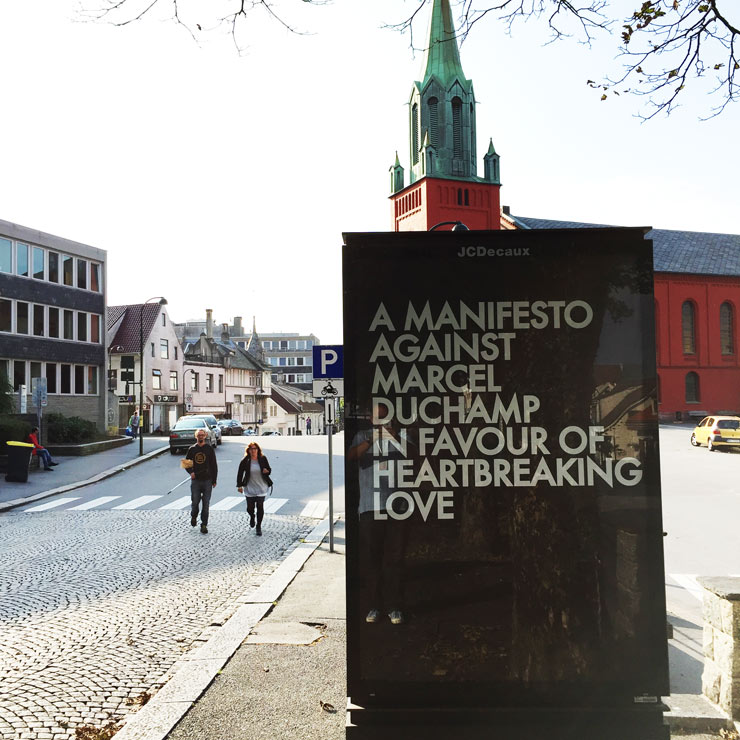 JCDecaux
A MANIFESTO
AGAINST
MARCEL
DUCHAMP
IN FAVOUR OF
HEARTBREAKING
LOVE
P